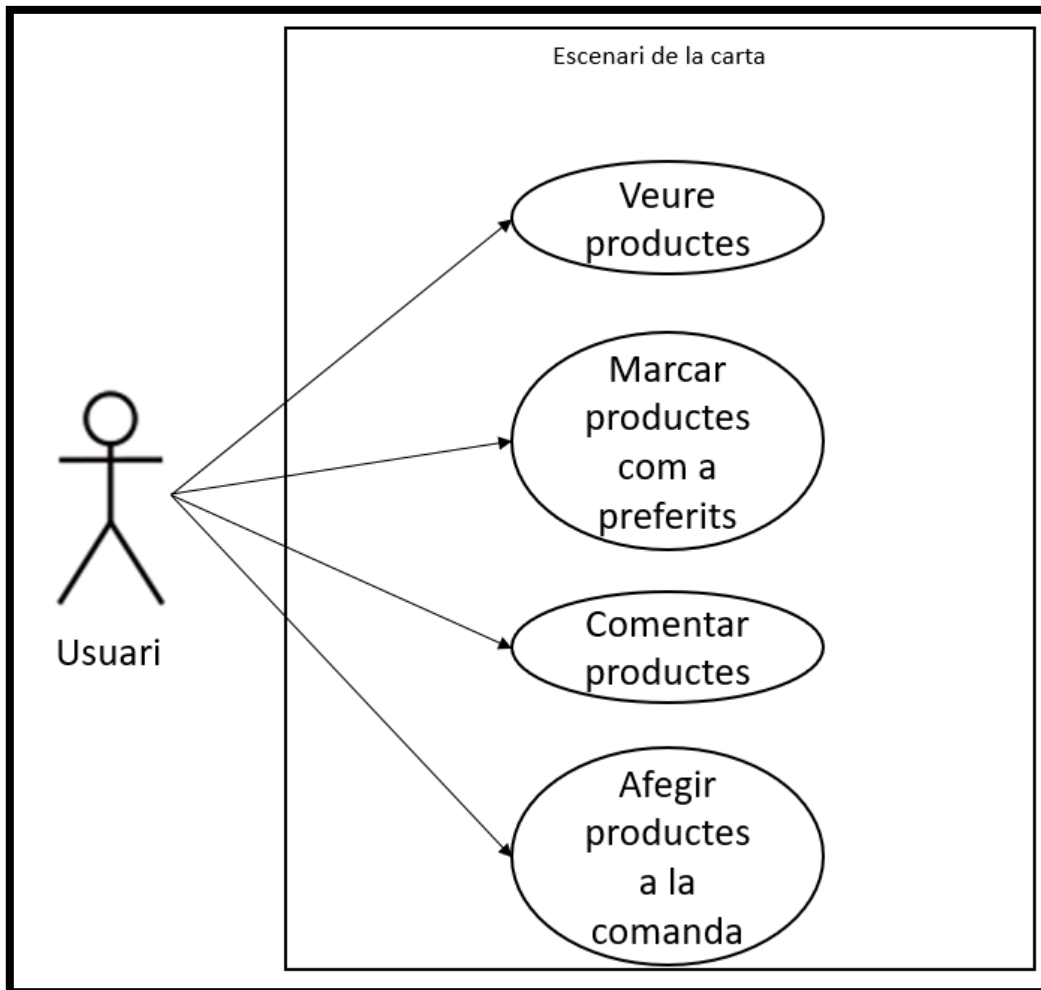 Escenari de la carta
Veure
productes
Marcar
productes
com a
preferits
Usuari
Comentar
productes
Afegir
productes
a la
comanda